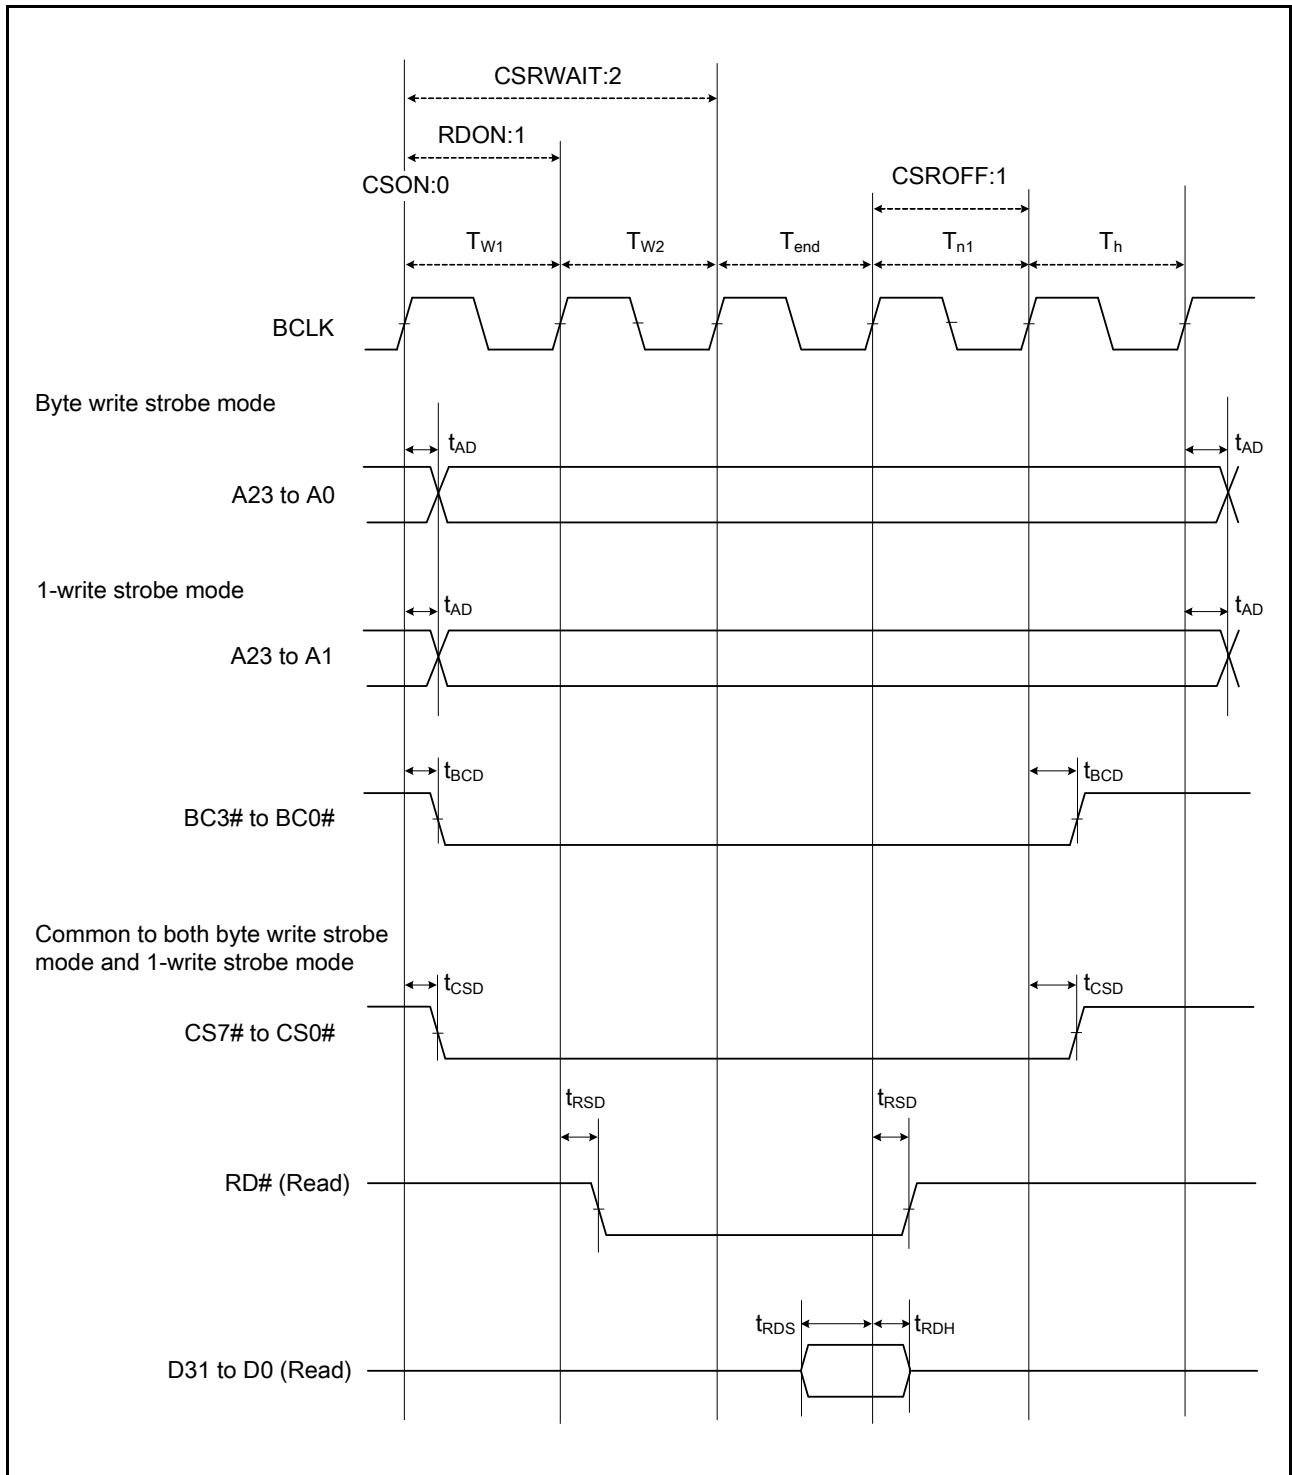 CSRWAIT:2
RDON:1
CSON:0
CSROFF:1
TW1 TW2 Tend Tn1 Th
BCLK
Byte write strobe mode
tAD tAD
A23 to A0
1-write strobe mode
tAD tAD
A23 to A1
tBCD tBCD
BC3# to BC0#
Common to both byte write strobe
mode and 1-write strobe mode
tCSD tCSD
CS7# to CS0#
tRSD tRSD
RD# (Read)
tRDS tRDH
D31 to D0 (Read)